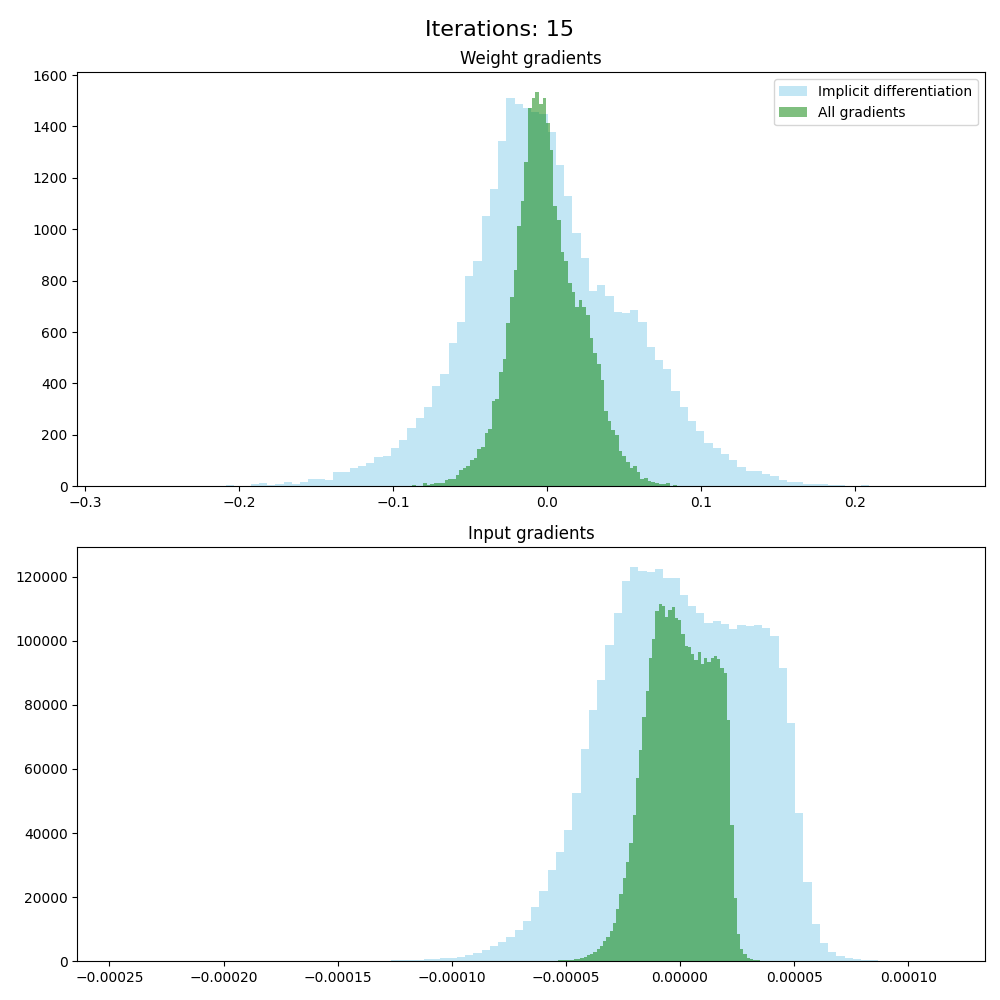 Iterations: 15
Weight gradients
1600
1400
1200
1000
800
600
400
200
0
Implicit differentiation
All gradients
−0.3 −0.2 −0.1 0.0 0.1 0.2
Input gradients
120000
100000
80000
60000
40000
20000
0
−0.00025 −0.00020 −0.00015 −0.00010 −0.00005 0.00000 0.00005 0.00010